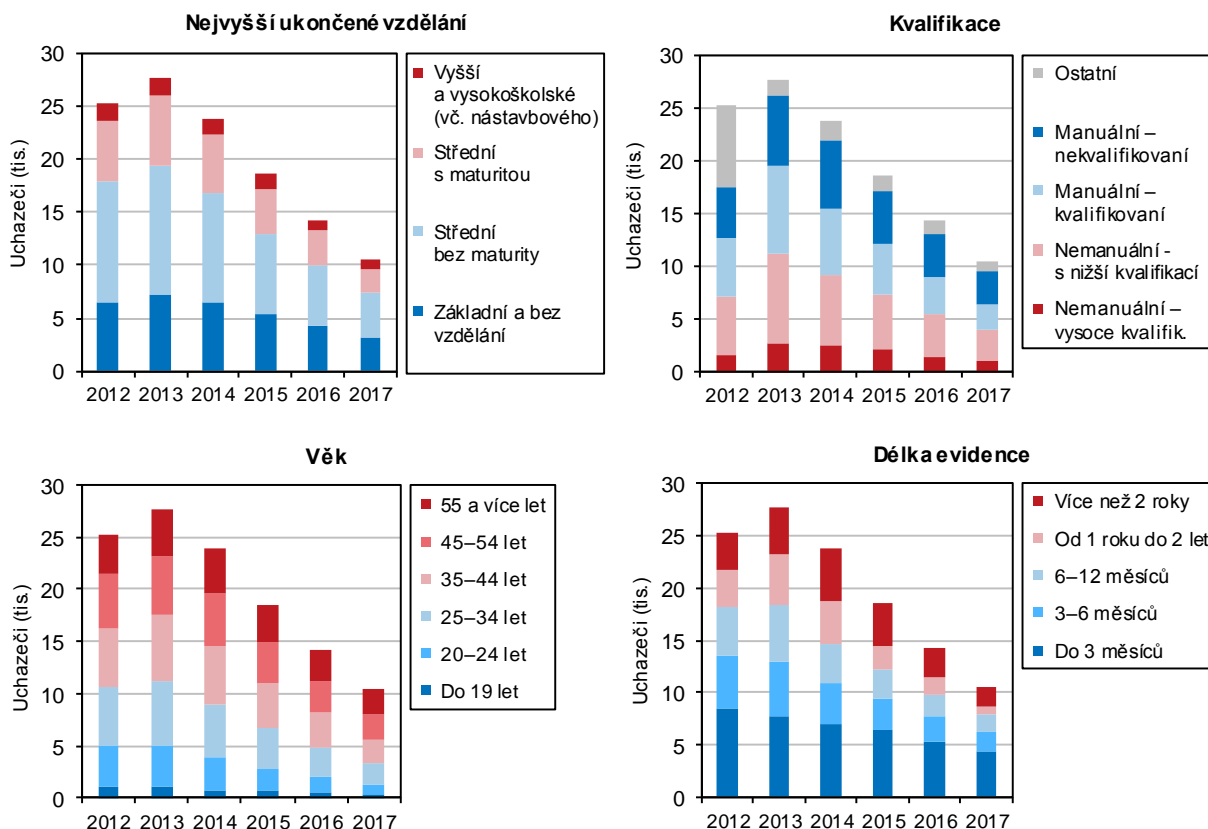 Nejvyšší ukončené vzdělání
Uchazeči (tis.)
30
25
20
15
10
5
0
2012 2013 2014 2015 2016 2017
Vyšší
a vysokoškolské
(vč. nástavbového)
Střední
s maturitou
Střední
bez maturity
Základní a bez
vzdělání
Kvalifikace
Uchazeči (tis.)
30
25
20
15
10
5
0
2012 2013 2014 2015 2016 2017
Ostatní
Manuální –
nekvalifikovaní
Manuální –
kvalifikovaní
Nemanuální -
s nižší kvalifikací
Nemanuální –
vysoce kvalifik.
Věk
Uchazeči (tis.)
30
25
20
15
10
5
0
2012 2013 2014 2015 2016 2017
55 a více let
45–54 let
35–44 let
25–34 let
20–24 let
Do 19 let
Délka evidence
Uchazeči (tis.)
30
25
20
15
10
5
0
2012 2013 2014 2015 2016 2017
Více než 2 roky
Od 1 roku do 2 let
6–12 měsíců
3–6 měsíců
Do 3 měsíců